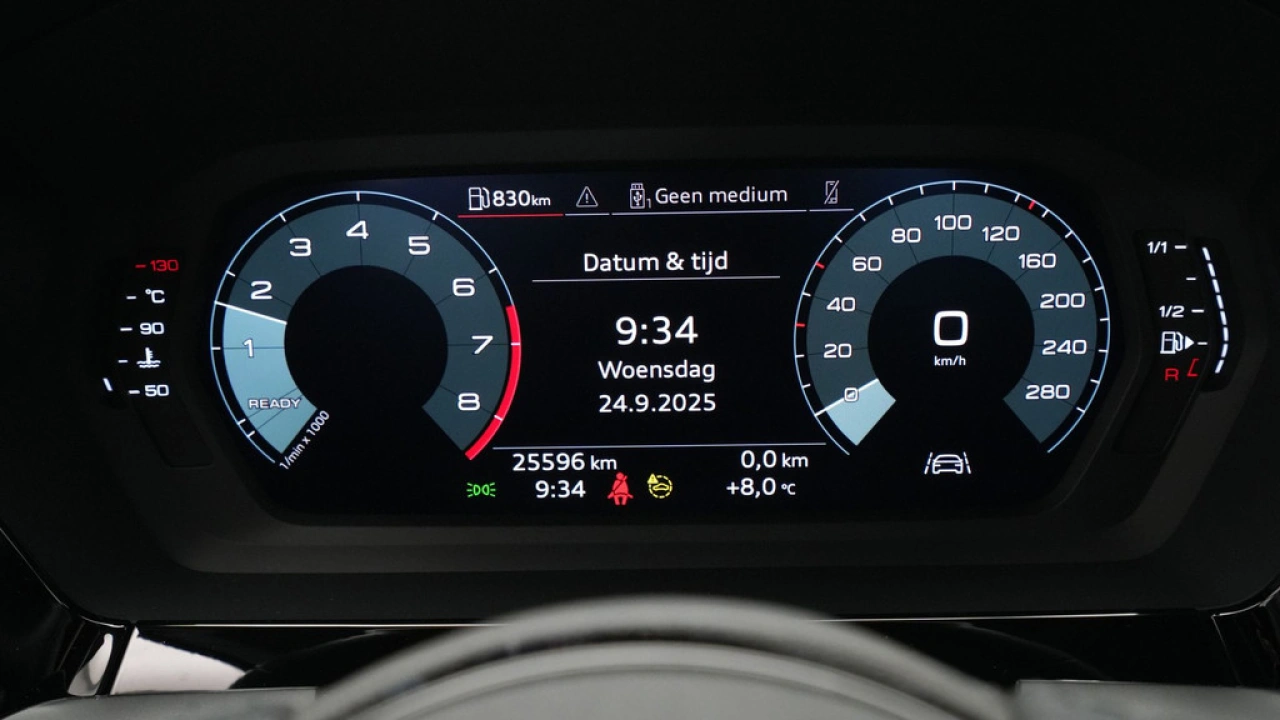 830km
1 Geen medium
Datum & tijd
9:34
Woensdag
24.9.2025
25596 km
0,0 km
9:34
+8,0 °C
130
°C
90
50
READY
1
2
3
4
5
6
7
8
1/min x 1000
0
20
40
60
80
100
120
160
200
240
280
0
km/h
1/1
1/2
R